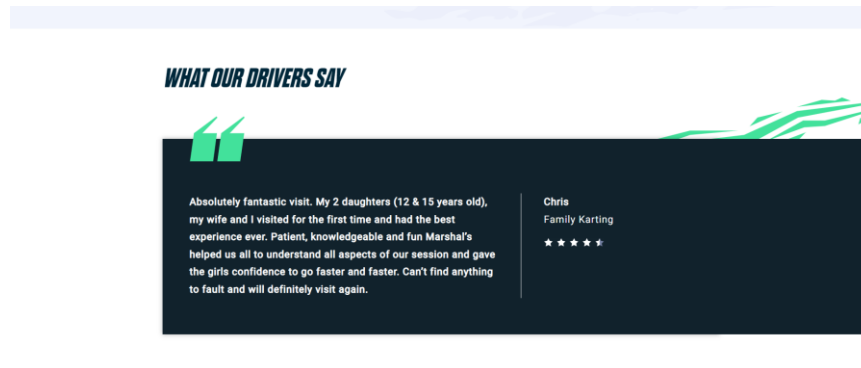 WHAT OUR DRIVERS SAY
Absolutely fantastic visit. My 2 daughters (12 & 15 years old),
my wife and I visited for the first time and had the best
experience ever. Patient, knowledgeable and fun Marshal's
helped us all to understand all aspects of our session and gave
the girls confidence to go faster and faster. Can't find anything
to fault and will definitely visit again.
Chris
Family Karting